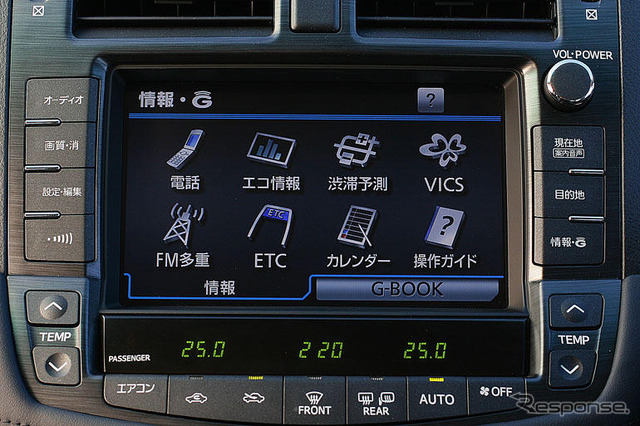 VOL・POWER
オーディオ
画質・消
設定・編集
情報・G
?
電話
エコ情報
渋滞予測
VICS
ETC
FM多重
ETC
カレンダー
?
操作ガイド
情報
G-BOOK
現在地
案内音声
目的地
情報・G
TEMP
TEMP
PASSENGER
25.0
2 20
25.0
エアコン
FRONT
REAR
AUTO
OFF
Response.